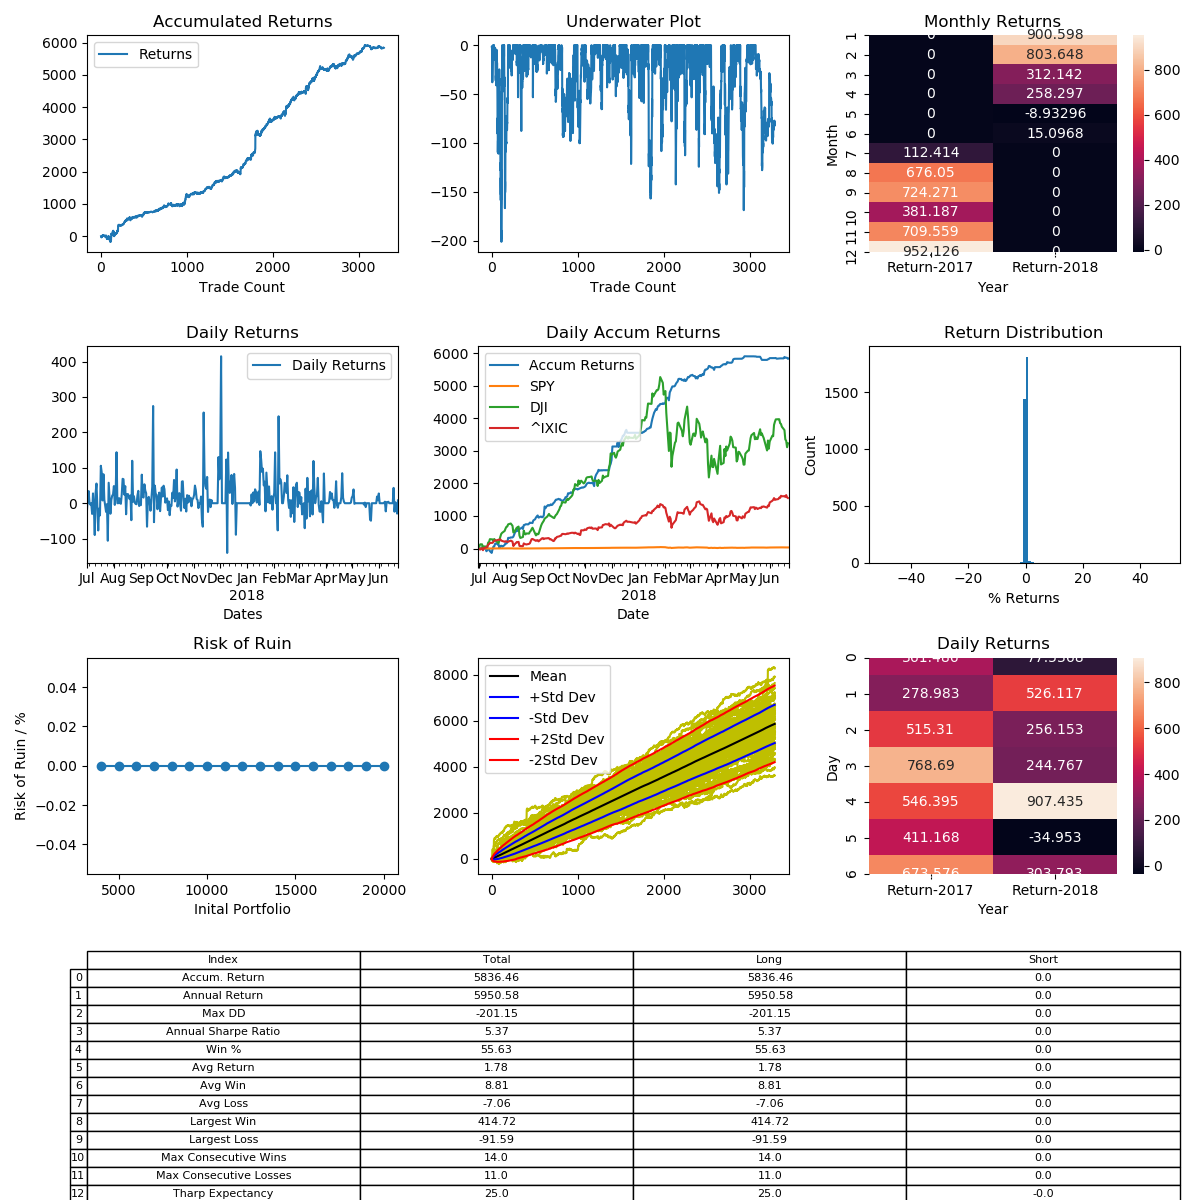 Accumulated Returns
6000
5000
4000
3000
2000
1000
0
Returns
0
1000
2000
3000
Trade Count
Underwater Plot
0
−50
−100
−150
−200
0
1000
2000
3000
Trade Count
Monthly Returns
Month
1 0 900.598
2 0 803.648
3 0 312.142
4 0 258.297
5 0 -8.93296
6 0 15.0968
7 112.414 0
8 676.05 0
9 724.271 0
10 381.187 0
11 709.559 0
12 952.126 0
Return-2017 Return-2018
Year
800
600
400
200
0
Daily Returns
400
300
200
100
0
−100
Daily Returns
Jul Aug Sep Oct Nov Dec Jan Feb Mar Apr May Jun
2018
Dates
Daily Accum Returns
6000
5000
4000
3000
2000
1000
0
Accum Returns
SPY
DJI
^IXIC
Jul Aug Sep Oct Nov Dec Jan Feb Mar Apr May Jun
2018
Date
Return Distribution
Count
1500
1000
500
0
−40 −20 0 20 40
% Returns
Risk of Ruin
Risk of Ruin / %
0.04
0.02
0.00
−0.02
−0.04
5000 10000 15000 20000
Inital Portfolio
8000
6000
4000
2000
0
Mean
+Std Dev
-Std Dev
+2Std Dev
-2Std Dev
0 1000 2000 3000
Daily Returns
Day
0
1 278.983 526.117
2 515.31 256.153
3 768.69 244.767
4 546.395 907.435
5 411.168 -34.953
6 673.576 303.793
Return-2017 Return-2018
Year
800
600
400
200
0
Index Total Long Short
0 Accum. Return 5836.46 5836.46 0.0
1 Annual Return 5950.58 5950.58 0.0
2 Max DD -201.15 -201.15 0.0
3 Annual Sharpe Ratio 5.37 5.37 0.0
4 Win % 55.63 55.63 0.0
5 Avg Return 1.78 1.78 0.0
6 Avg Win 8.81 8.81 0.0
7 Avg Loss -7.06 -7.06 0.0
8 Largest Win 414.72 414.72 0.0
9 Largest Loss -91.59 -91.59 0.0
10 Max Consecutive Wins 14.0 14.0 0.0
11 Max Consecutive Losses 11.0 11.0 0.0
12 Tharp Expectancy 25.0 25.0 -0.0